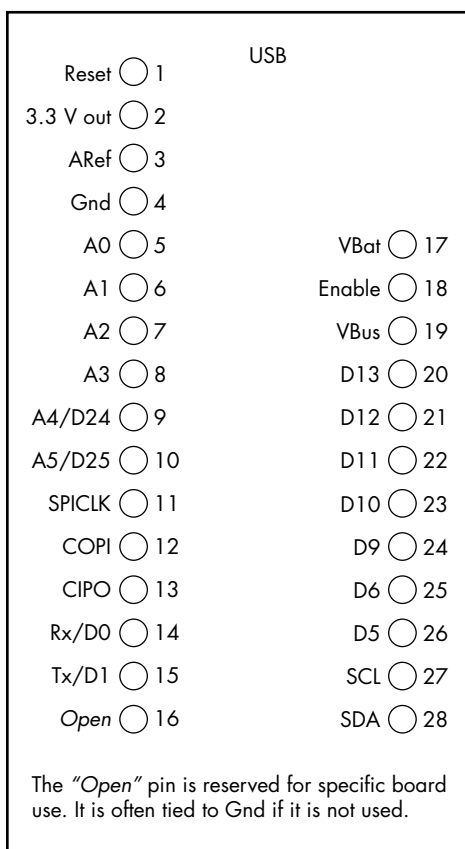 USB
Reset 1
3.3 V out 2
ARef 3
Gnd 4
A0 5 VBat 17
A1 6 Enable 18
A2 7 VBus 19
A3 8 D13 20
A4/D24 9 D12 21
A5/D25 10 D11 22
SPICLK 11 D10 23
COPI 12 D9 24
CIPO 13 D6 25
Rx/D0 14 D5 26
Tx/D1 15 SCL 27
Open 16 SDA 28
The “Open” pin is reserved for specific board
use. It is often tied to Gnd if it is not used.